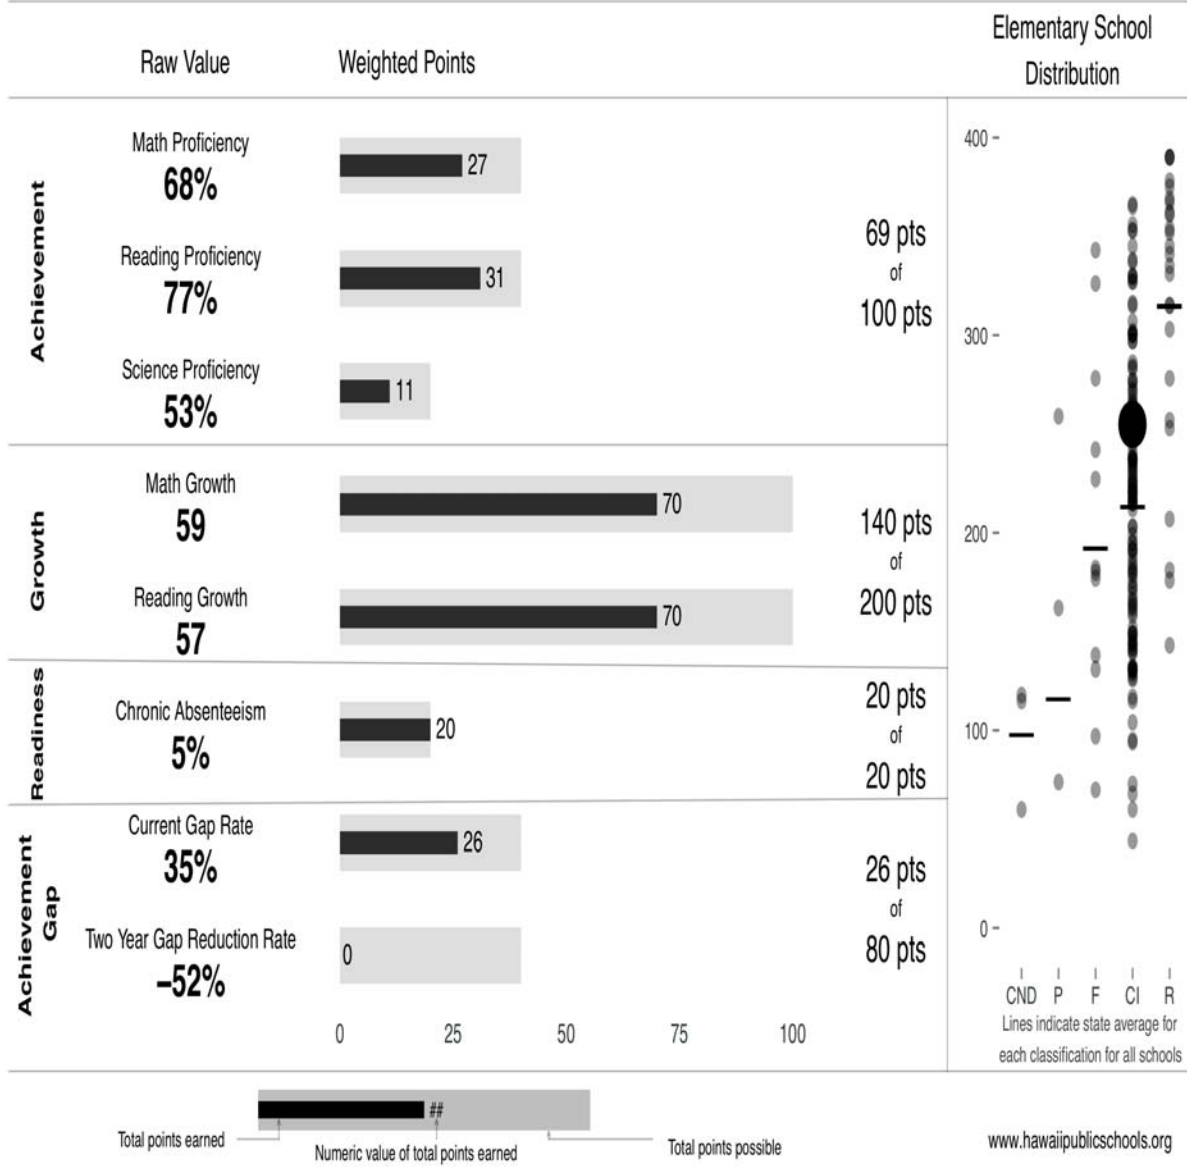 Raw Value
Weighted Points
Elementary School
Distribution
Achievement
Math Proficiency
68%
27
Reading Proficiency
77%
31
Science Proficiency
53%
11
69 pts
of
100 pts
Growth
Math Growth
59
70
Reading Growth
57
70
140 pts
of
200 pts
Readiness
Chronic Absenteeism
5%
20
20 pts
of
20 pts
Achievement
Gap
Current Gap Rate
35%
26
Two Year Gap Reduction Rate
–52%
0
26 pts
of
80 pts
0 25 50 75 100
400
300
200
100
0
CND P F CI R
Lines indicate state average for
each classification for all schools
##
Total points earned
Numeric value of total points earned
Total points possible
www.hawaiipublicschools.org